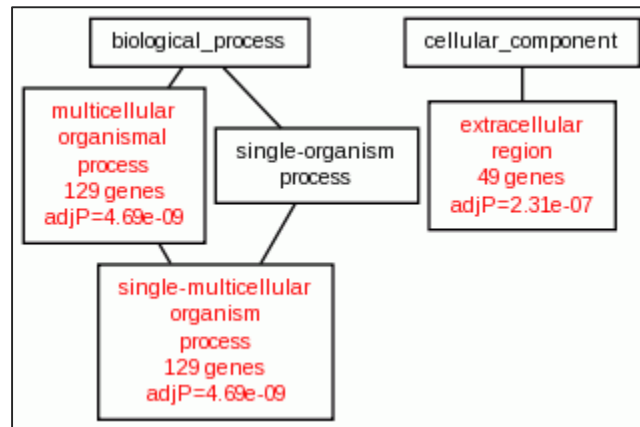 biological_process
cellular_component
multicellular
organismal
process
129 genes
adjP=4.69e-09
single-organism
process
extracellular
region
49 genes
adjP=2.31e-07
single-multicellular
organism
process
129 genes
adjP=4.69e-09